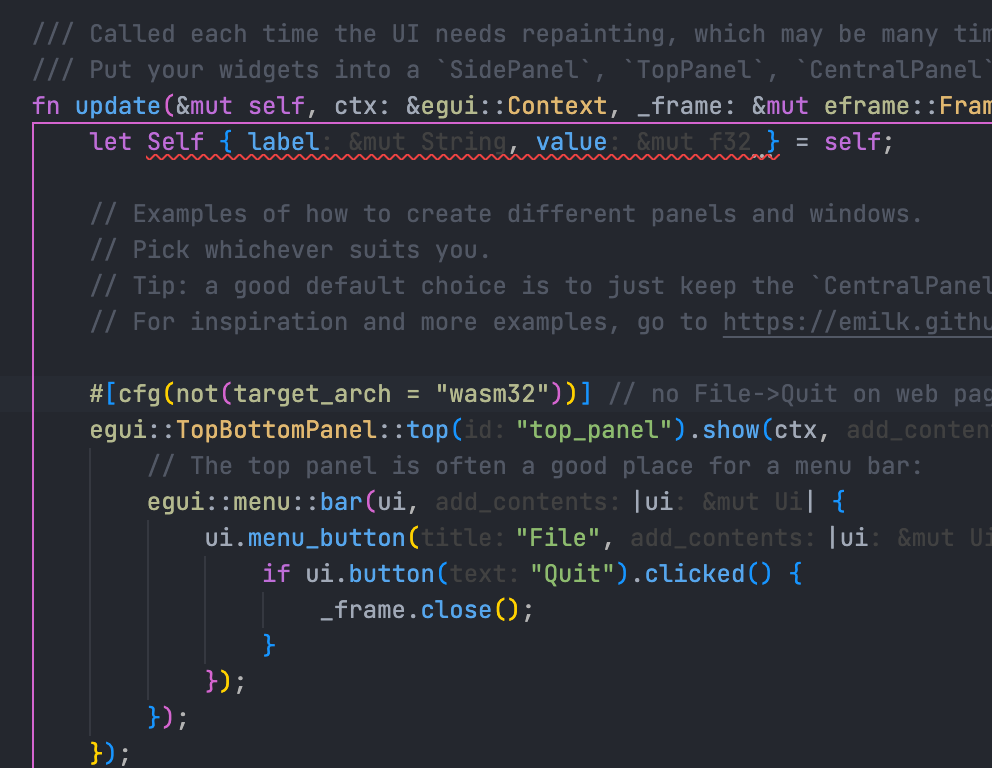 /// Called each time the UI needs repainting, which may be many
/// Put your widgets into a `SidePanel`, `TopPanel`, `CentralPanel`
fn update(&mut self, ctx: &egui::Context, _frame: &mut eframe::
let Self { label: &mut String, value: &mut f32 } = self;
// Examples of how to create different panels and windows.
// Pick whichever suits you.
// Tip: a good default choice is to just keep the `CentralPanel
// For inspiration and more examples, go to https://emilk.
#[cfg(not(target_arch = "wasm32"))] // no File->Quit on web
egui::TopBottomPanel::top(id: "top_panel").show(ctx,
// The top panel is often a good place for a menu bar:
egui::menu::bar(ui, add_contents: |ui: &mut Ui| {
ui.menu_button(title: "File", add_contents: |ui: &mut Ui
if ui.button(text: "Quit").clicked() {
_frame.close();
}
});
});
});